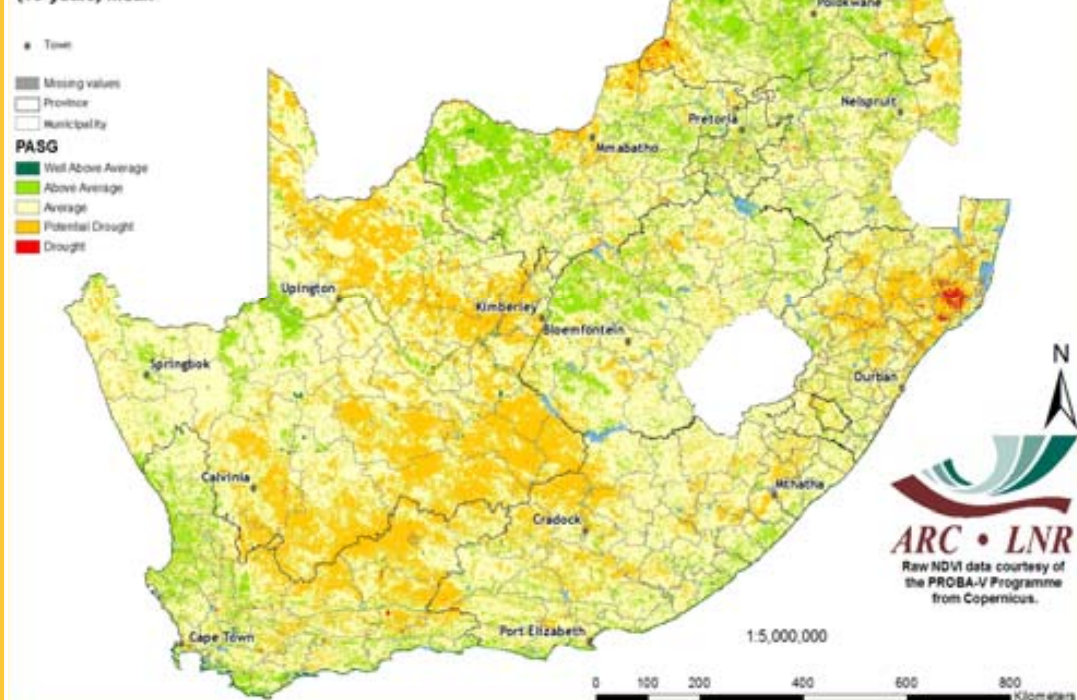 Town
Missing values
Province
Municipality
PASG
Well Above Average
Above Average
Average
Potential Drought
Drought
Polokwane
Nelspruit
Pretoria
Mmabatho
Upington
Kimberley
Bloemfontein
Springbok
Durban
N
Calvinia
Mthatha
Cradock
ARC • LNR
Raw NDVI data courtesy of
the PROBA-V Programme
from Copernicus.
Cape Town
Port Elizabeth
1:5,000,000
0 100 200 400 600 800
Kilometers